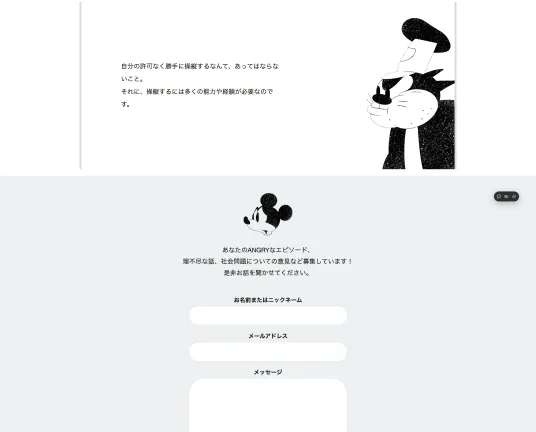 自分の許可なく勝手に操縦するなんて、あってはならな
いこと。
それに、操縦するには多くの能力や経験が必要なので
す。
あなたのANGRYなエピソード、
理不尽な話、社会問題についての意見など募集しています！
是非お話を聞かせてください。
お名前またはニックネーム
メールアドレス
メッセージ